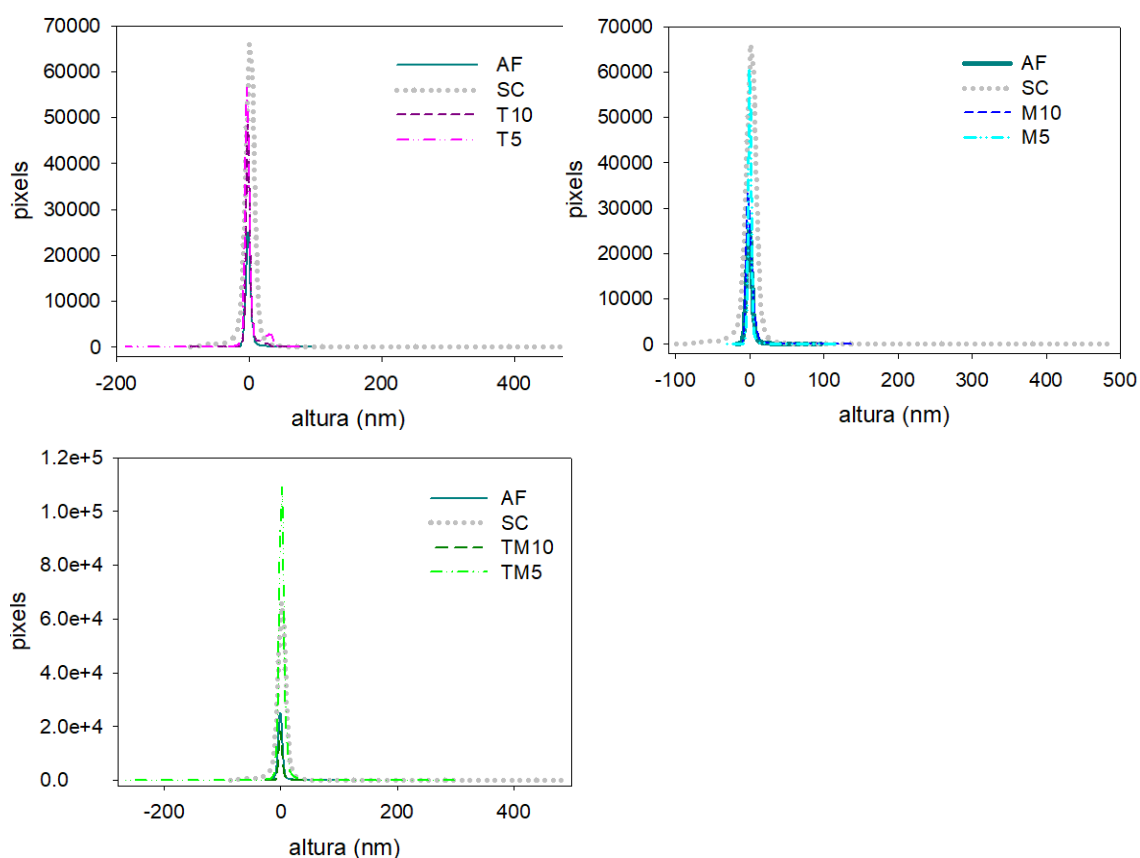 70000
60000
50000
40000
30000
20000
10000
0
pixels
-200
0
200
400
altura (nm)
AF
SC
T10
T5
70000
60000
50000
40000
30000
20000
10000
0
pixels
-100
0
100
200
300
400
500
altura (nm)
AF
SC
M10
M5
1.2e+5
1.0e+5
8.0e+4
6.0e+4
4.0e+4
2.0e+4
0.0
pixels
-200
0
200
400
altura (nm)
AF
SC
TM10
TM5